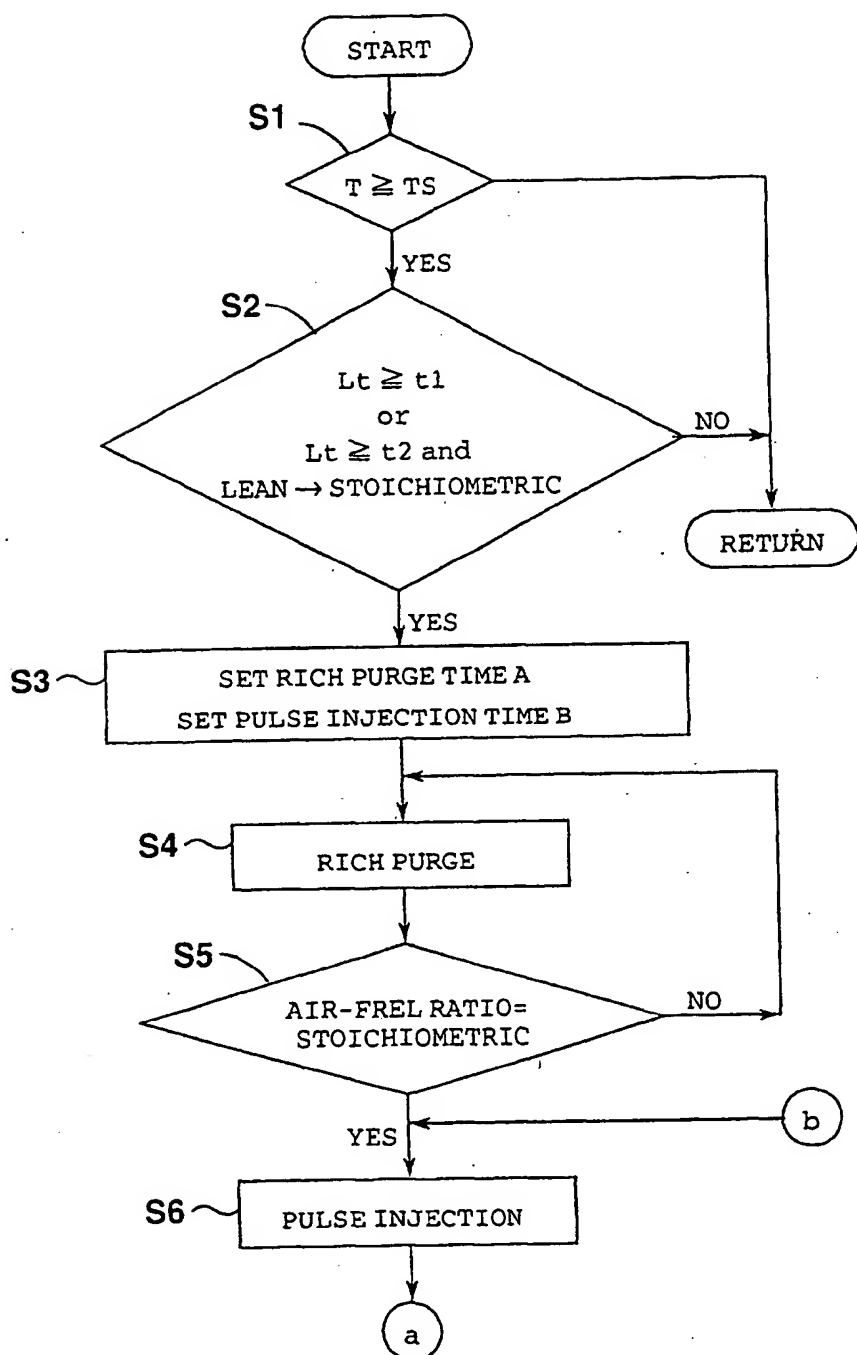 START
S1
T ≧ TS
YES
S2
Lt ≧ t1
or
Lt ≧ t2 and
LEAN → STOICHIOMETRIC
NO
RETURN
YES
S3
SET RICH PURGE TIME A
SET PULSE INJECTION TIME B
S4
RICH PURGE
S5
AIR-FREL RATIO=
STOICHIOMETRIC
NO
b
YES
S6
PULSE INJECTION
a